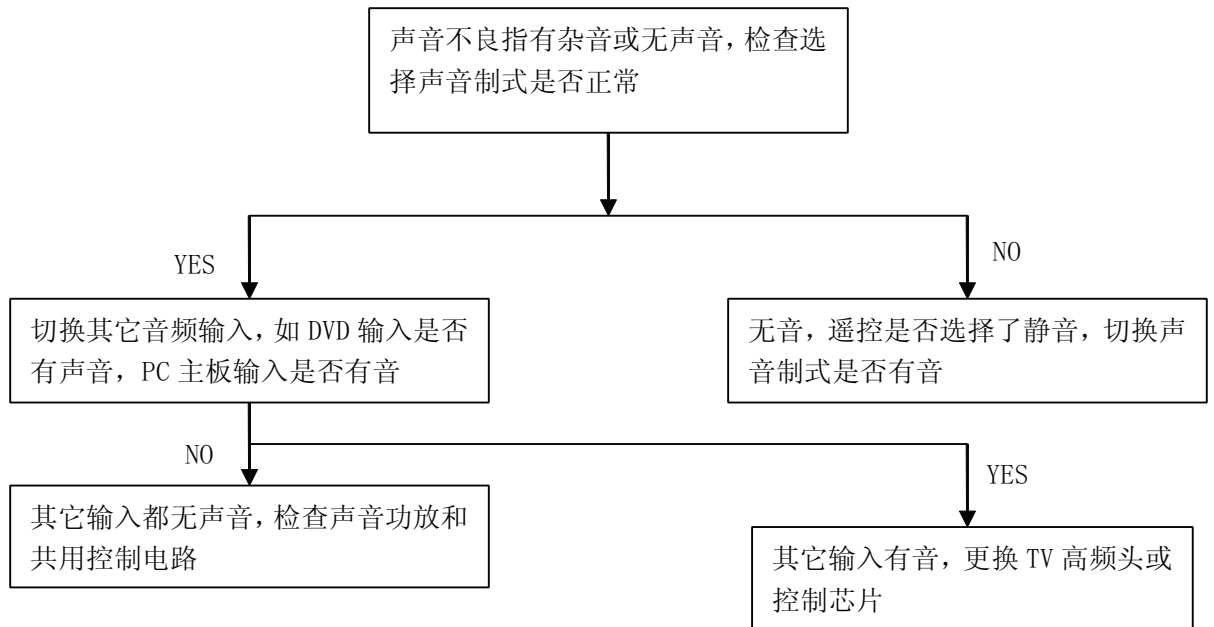 声音不良指有杂音或无声音，检查选
择声音制式是否正常
YES
NO
切换其它音频输入，如 DVD 输入是否
有声音，PC 主板输入是否有音
无音，遥控是否选择了静音，切换声
音制式是否有音
NO
YES
其它输入都无声音，检查声音功放和
共用控制电路
其它输入有音，更换 TV 高频头或
控制芯片